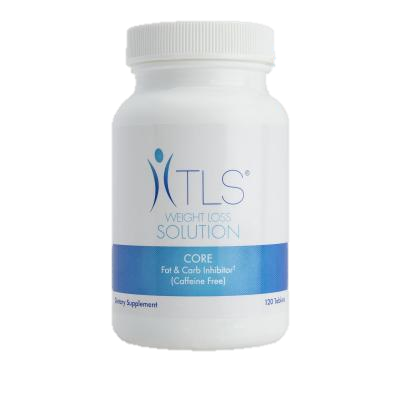 TLS®
WEIGHT LOSS
SOLUTION
CORE
Fat & Carb Inhibitor†
(Caffeine Free)
Dietary Supplement
120 Tablets